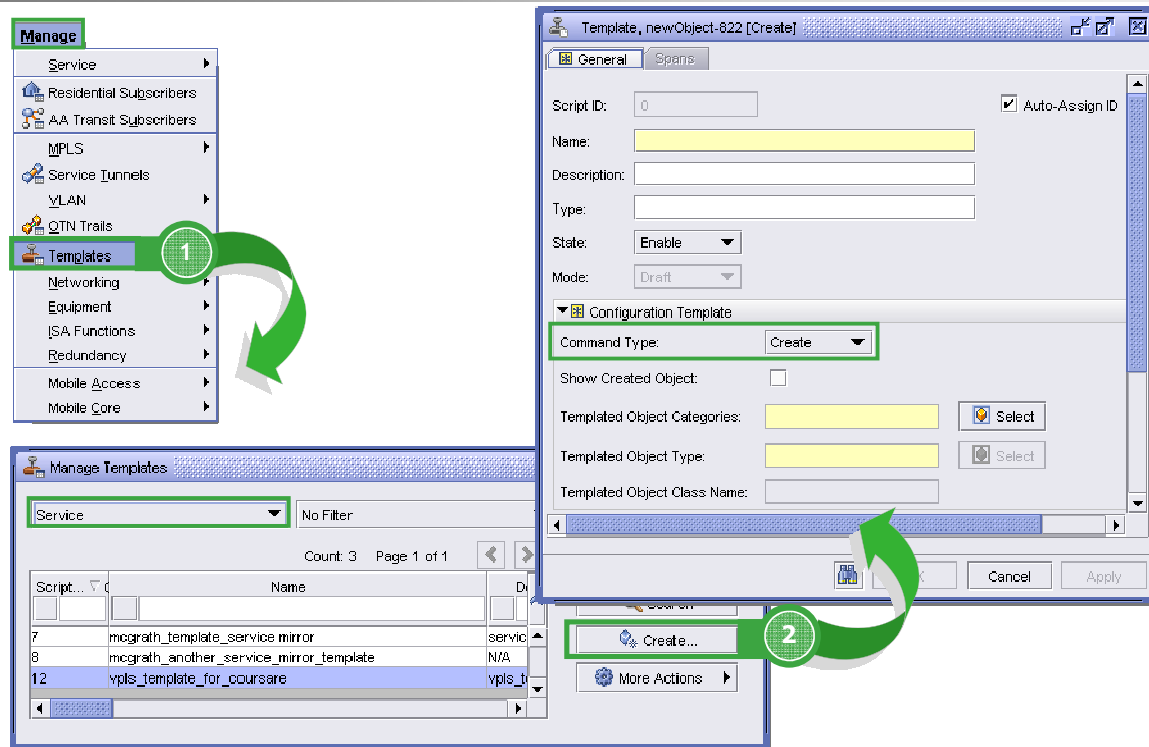 Manage
Service
Residential Subscribers
AA Transit Subscribers
MPLS
Service Tunnels
VLAN
OTN Trails
Templates
1
Networking
Equipment
ISA Functions
Redundancy
Mobile Access
Mobile Core
Template, newObject-822 [Create]
General
Spans
Script ID:
0
Auto-Assign ID
Name:
Description:
Type:
State:
Enable
Mode:
Draft
Configuration Template
Command Type:
Create
Show Created Object:
Templated Object Categories:
Select
Templated Object Type:
Select
Templated Object Class Name:
Cancel
Apply
Manage Templates
Service
No Filter
Count: 3 Page 1 of 1
Script...
Name
7 mcgrath_template_service mirror servic
8 mcgrath_another_service_mirror_template N/A
12 vpls_template_for_coursare vpls_t
Create...
2
More Actions